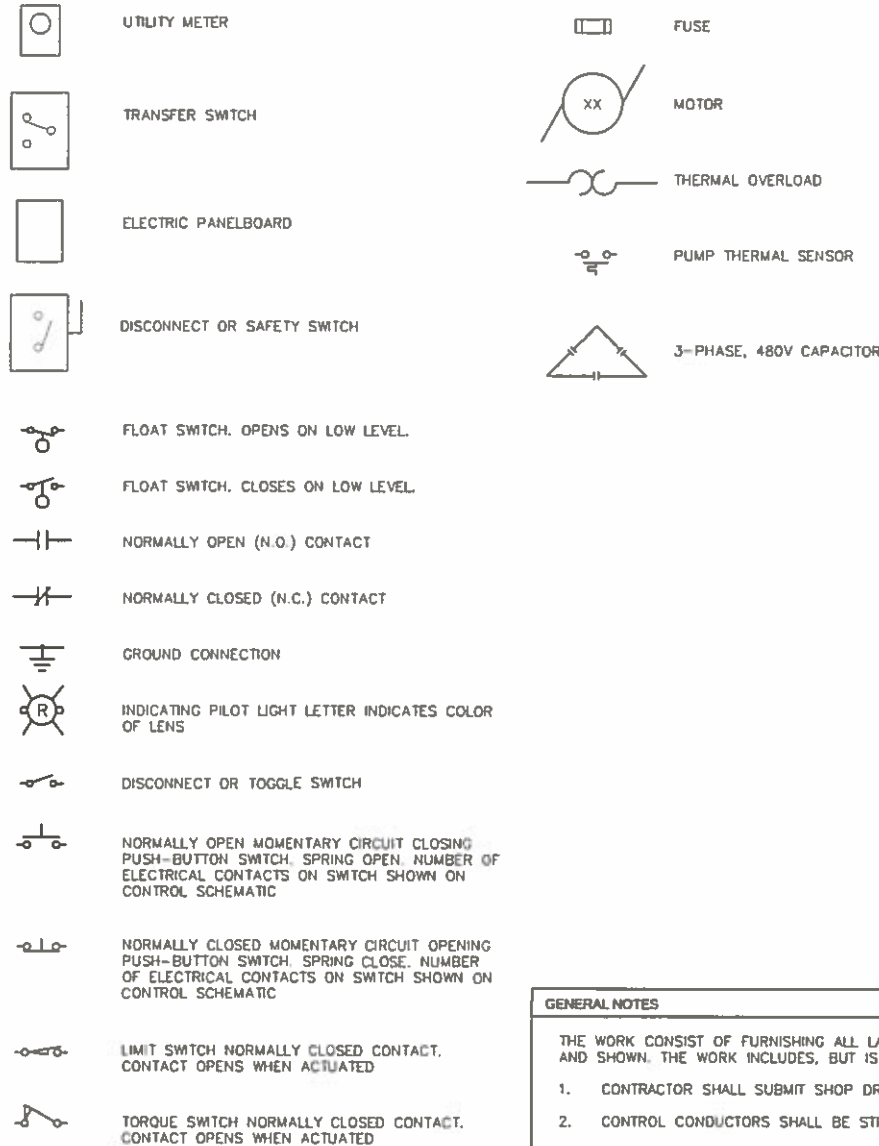 UTILITY METER
TRANSFER SWITCH
ELECTRIC PANELBOARD
DISCONNECT OR SAFETY SWITCH
FLOAT SWITCH. OPENS ON LOW LEVEL.
FLOAT SWITCH. CLOSES ON LOW LEVEL.
NORMALLY OPEN (N.O.) CONTACT
NORMALLY CLOSED (N.C.) CONTACT
GROUND CONNECTION
R
INDICATING PILOT LIGHT LETTER INDICATES COLOR
OF LENS
DISCONNECT OR TOGGLE SWITCH
NORMALLY OPEN MOMENTARY CIRCUIT CLOSING
PUSH-BUTTON SWITCH. SPRING OPEN. NUMBER OF
ELECTRICAL CONTACTS ON SWITCH SHOWN ON
CONTROL SCHEMATIC
NORMALLY CLOSED MOMENTARY CIRCUIT OPENING
PUSH-BUTTON SWITCH. SPRING CLOSE. NUMBER
OF ELECTRICAL CONTACTS ON SWITCH SHOWN ON
CONTROL SCHEMATIC
LIMIT SWITCH NORMALLY CLOSED CONTACT.
CONTACT OPENS WHEN ACTUATED
TORQUE SWITCH NORMALLY CLOSED CONTACT.
CONTACT OPENS WHEN ACTUATED
FUSE
XX
MOTOR
THERMAL OVERLOAD
PUMP THERMAL SENSOR
3-PHASE, 480V CAPACITOR
GENERAL NOTES
THE WORK CONSIST OF FURNISHING ALL
AND SHOWN. THE WORK INCLUDES, BUT IS
1. CONTRACTOR SHALL SUBMIT SHOP
2. CONTROL CONDUCTORS SHALL BE